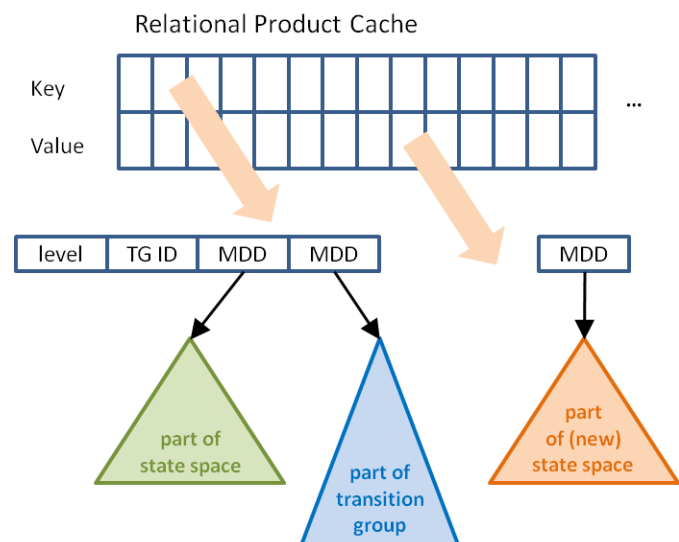 Relational Product Cache
Key
...
Value
level TG ID MDD MDD
MDD
part of
state space
part of
transition
group
part
of (new)
state space